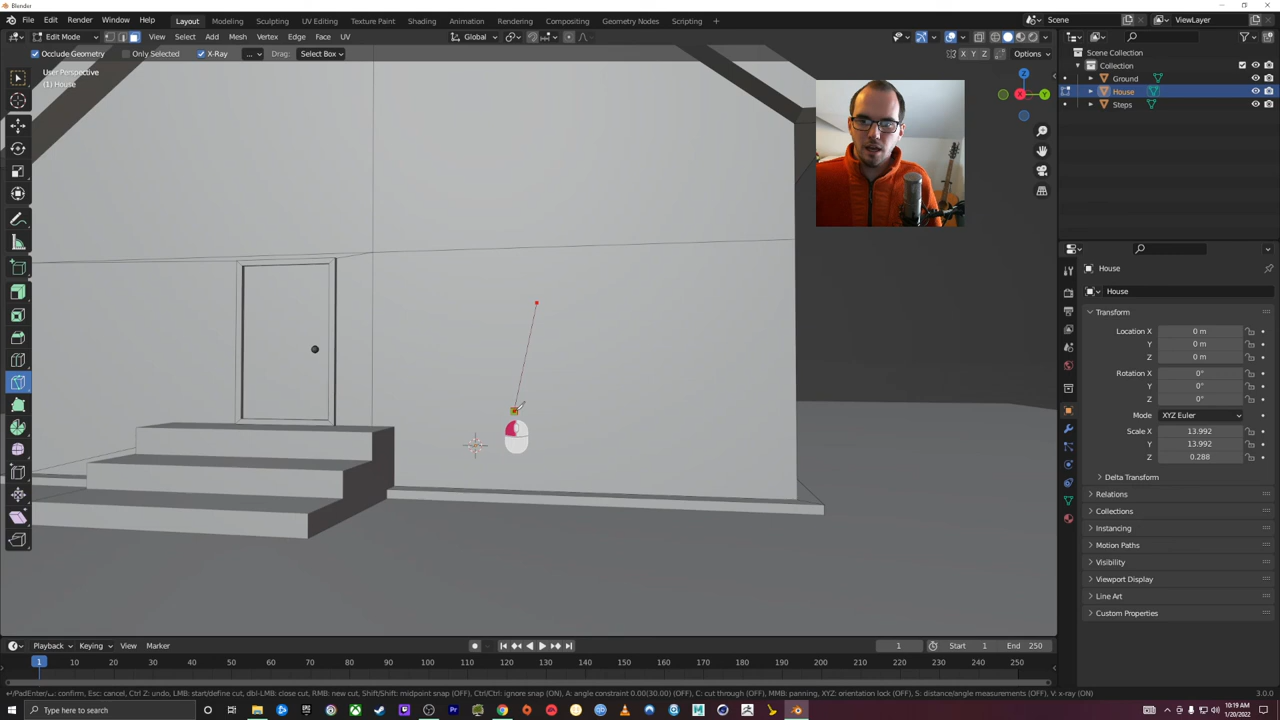 Blender
File Edit Render Window Help Layout Modeling Sculpting UV Editing Texture Paint Shading Animation Rendering Compositing Geometry Nodes Scripting + Scene ViewLayer
Edit Mode View Select Add Mesh Vertex Edge Face UV Global Options
Occlude Geometry Only Selected X-Ray ... Drag: Select Box X Y Z
User Perspective
(1) House
Z
X
Y
Scene Collection
Collection
Ground
House
Steps
House
House
Transform
Location X 0 m
Y 0 m
Z 0 m
Rotation X 0°
Y 0°
Z 0°
Mode XYZ Euler
Scale X 13.992
Y 13.992
Z 0.288
Delta Transform
Relations
Collections
Instancing
Motion Paths
Visibility
Viewport Display
Line Art
Custom Properties
Playback Keying View Marker 1 Start 1 End 250
1 10 20 30 40 50 60 70 80 90 100 110 120 130 140 150 160 170 180 190 200 210 220 230 240 250
/PadEnter/: confirm, Esc: cancel, Ctrl Z: undo, LMB: start/define cut, dbl-LMB: close cut, RMB: new cut, Shift/Shift: midpoint snap (OFF), Ctrl/Ctrl: ignore snap (ON), A: angle constraint 0.00(30.00) (OFF), C: cut through (OFF), MMB: panning, XYZ: orientation lock (OFF), S: distance/angle measurements (OFF), V: x-ray (ON) 3.0.0
Type here to search 10:19 AM
1/20/2022